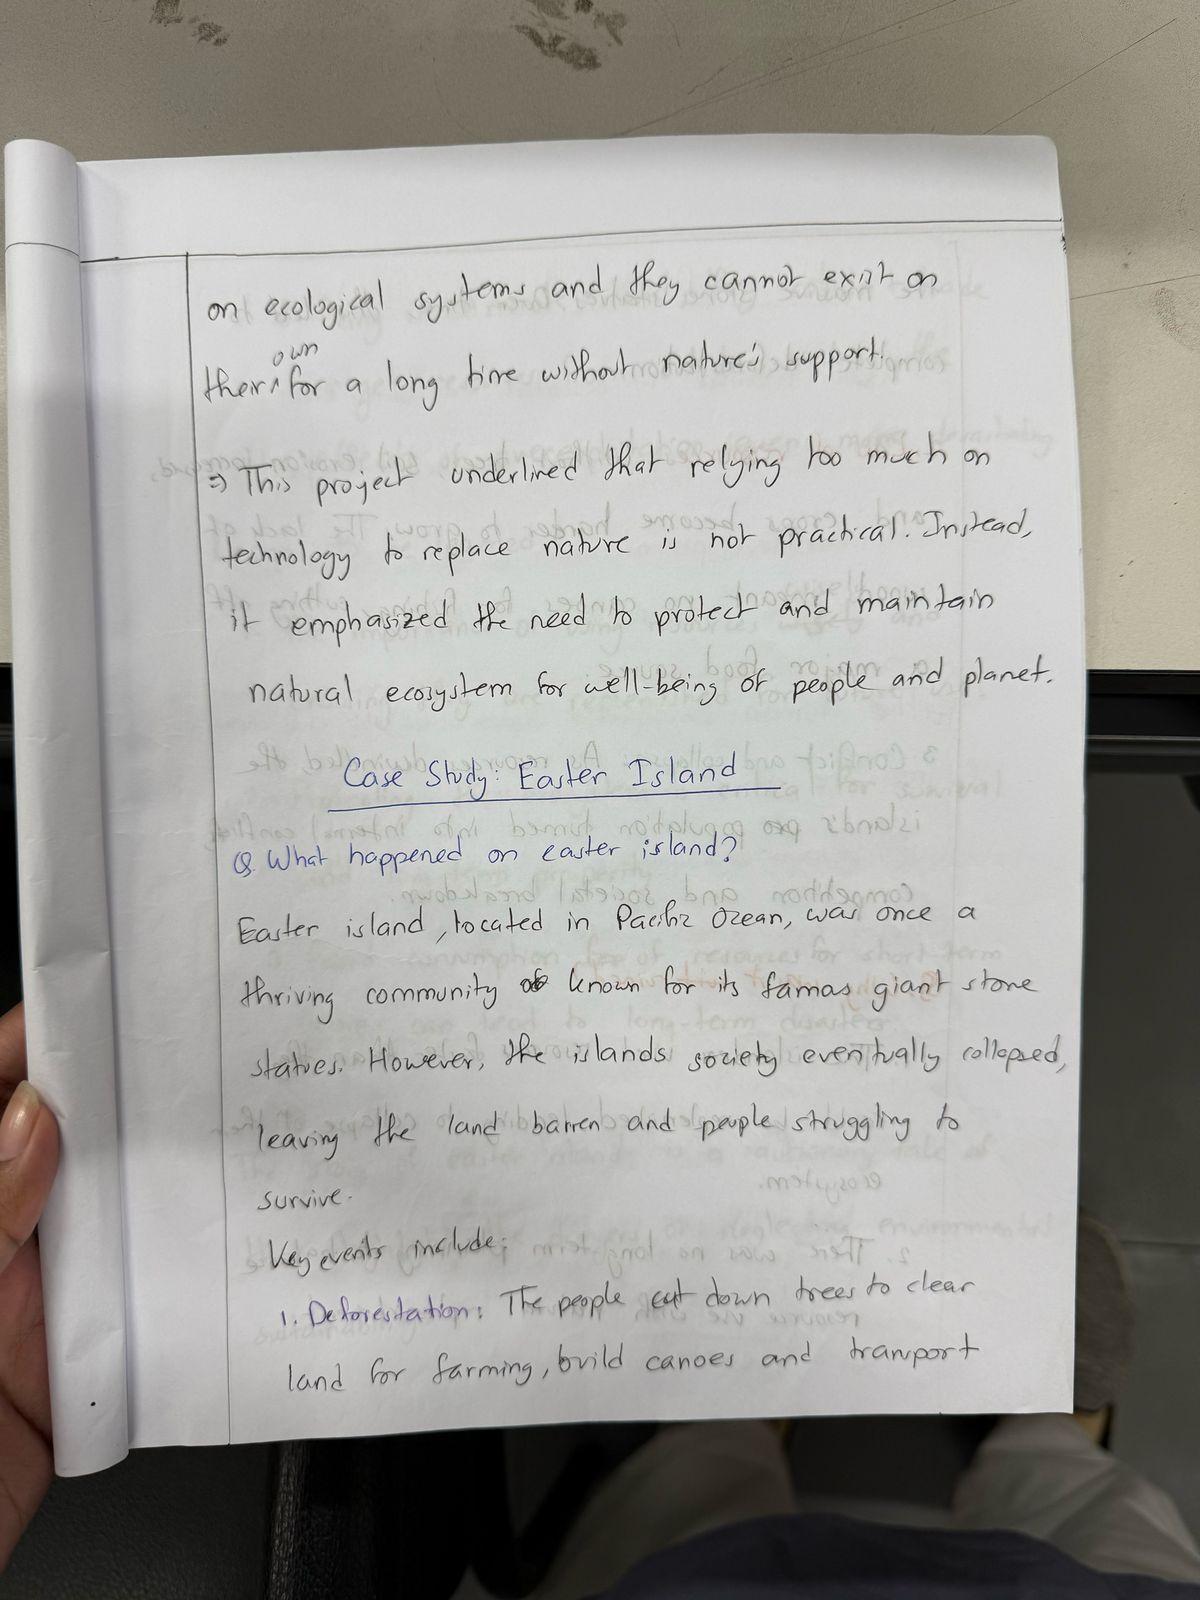 on ecological systems and they cannot exist on
their own for a long time without nature's support.
⇒ This project underlined that relying too much on
technology to replace nature is not practical. Instead,
it emphasized the need to protect and maintain
natural ecosystem for well-being of people and planet.
Case Study: Easter Island
Q. What happened on easter island?
Easter island, located in Pacific Ozean, was once a
thriving community known for its famas giant stone
statues. However, the islands society eventually collapsed,
leaving the land barren and people struggling to
survive.
Key events include:
1. Deforestation: The people cut down trees to clear
land for farming, build canoes and transport